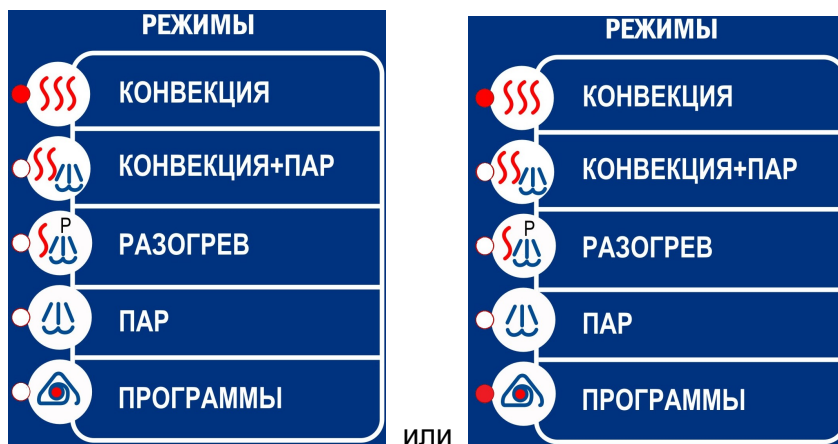 РЕЖИМЫ
КОНВЕКЦИЯ
КОНВЕКЦИЯ+ПАР
P
РАЗОГРЕВ
ПАР
ПРОГРАММЫ
или
РЕЖИМЫ
КОНВЕКЦИЯ
КОНВЕКЦИЯ+ПАР
P
РАЗОГРЕВ
ПАР
ПРОГРАММЫ